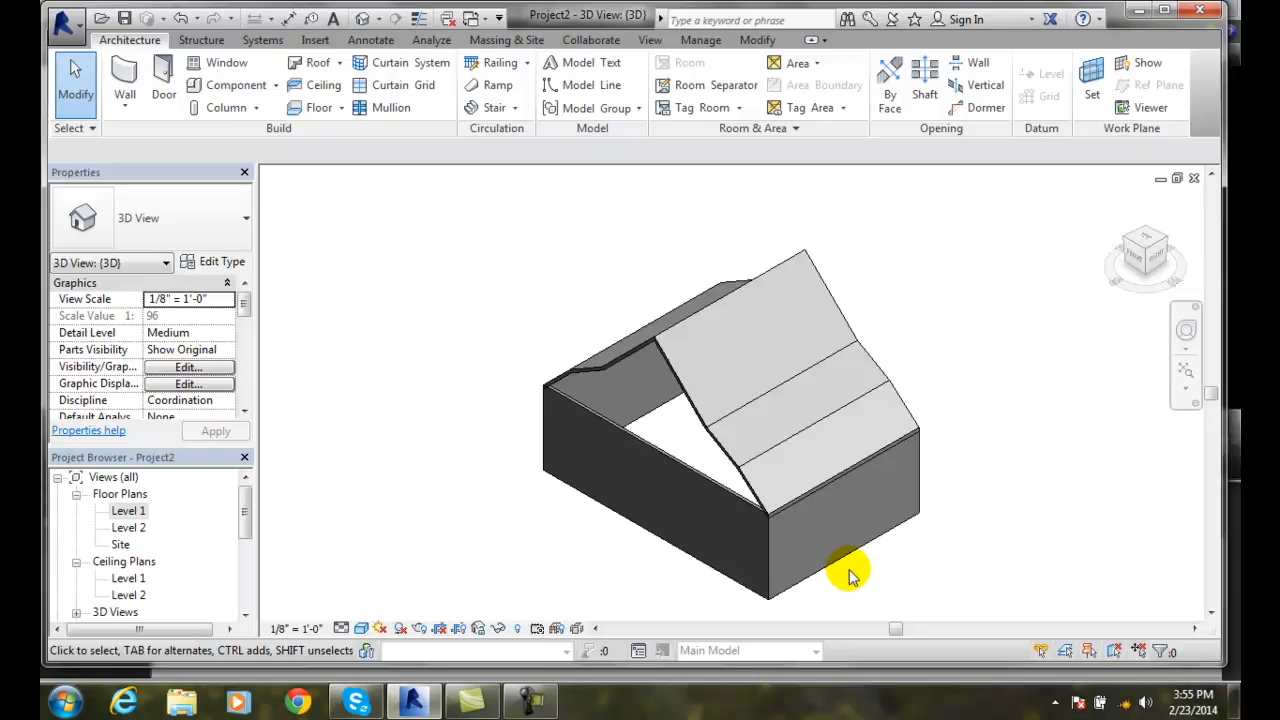 Project2 - 3D View: {3D}
Type a keyword or phrase
Sign In
Architecture Structure Systems Insert Annotate Analyze Massing & Site Collaborate View Manage Modify
Modify
Wall
Door
Window
Component
Column
Roof
Ceiling
Floor
Curtain System
Curtain Grid
Mullion
Railing
Ramp
Stair
Model Text
Model Line
Model Group
Room
Room Separator
Tag Room
Area
Area Boundary
Tag Area
By Face
Shaft
Wall
Vertical
Dormer
Level
Grid
Set
Show
Ref Plane
Viewer
Select Build Circulation Model Room & Area Opening Datum Work Plane
Properties
3D View
3D View: {3D} Edit Type
Graphics
View Scale 1/8" = 1'-0"
Scale Value 1: 96
Detail Level Medium
Parts Visibility Show Original
Visibility/Grap... Edit...
Graphic Displa... Edit...
Discipline Coordination
Default Analys... None
Properties help Apply
Project Browser - Project2
Views (all)
Floor Plans
Level 1
Level 2
Site
Ceiling Plans
Level 1
Level 2
3D Views
TOP
FRONT
RIGHT
1/8" = 1'-0"
Click to select, TAB for alternates, CTRL adds, SHIFT unselects
:0
Main Model
:0
3:55 PM
2/23/2014